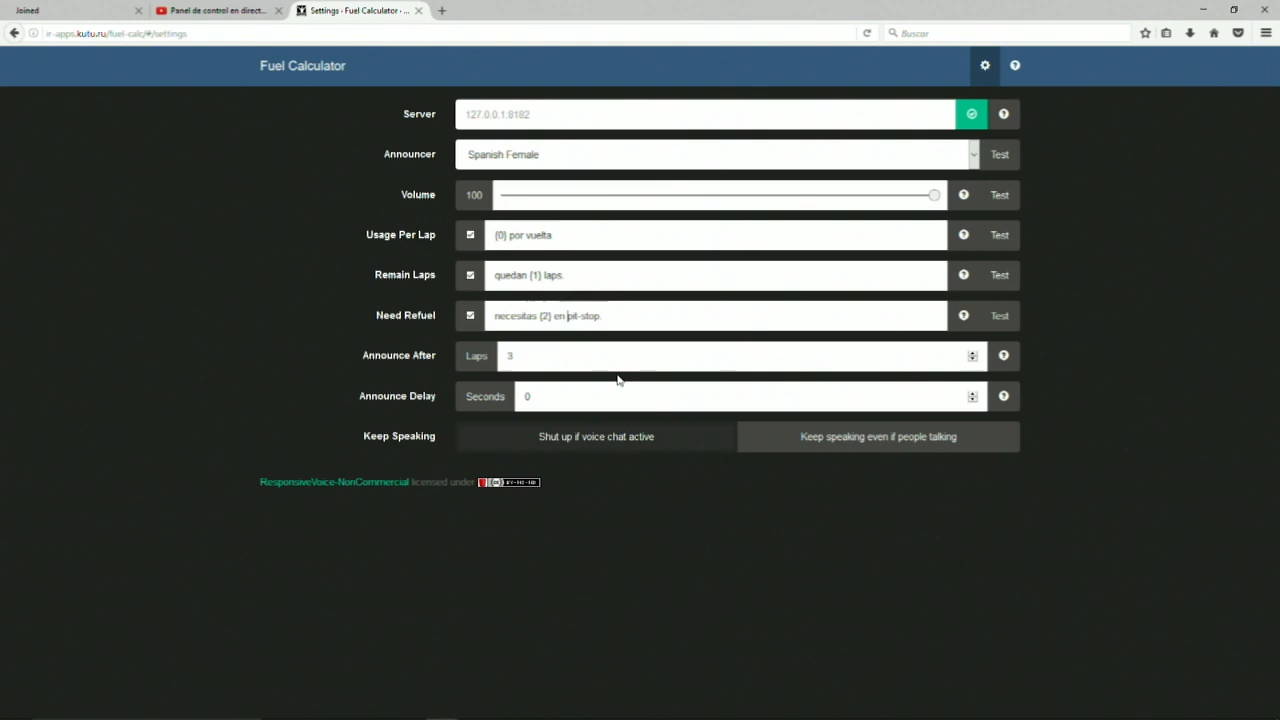 Joined
Panel de control en direct...
Settings · Fuel Calculator · ...
ir-apps.kutu.ru/fuel-calc/#/settings
Buscar
Fuel Calculator
Server
127.0.0.1:8182
Announcer
Spanish Female
Test
Volume
100
Test
Usage Per Lap
{0} por vuelta
Test
Remain Laps
quedan {1} laps.
Test
Need Refuel
necesitas {2} en pit-stop.
Test
Announce After
Laps
3
Announce Delay
Seconds
0
Keep Speaking
Shut up if voice chat active
Keep speaking even if people talking
ResponsiveVoice-NonCommercial licensed under
BY-NC-ND